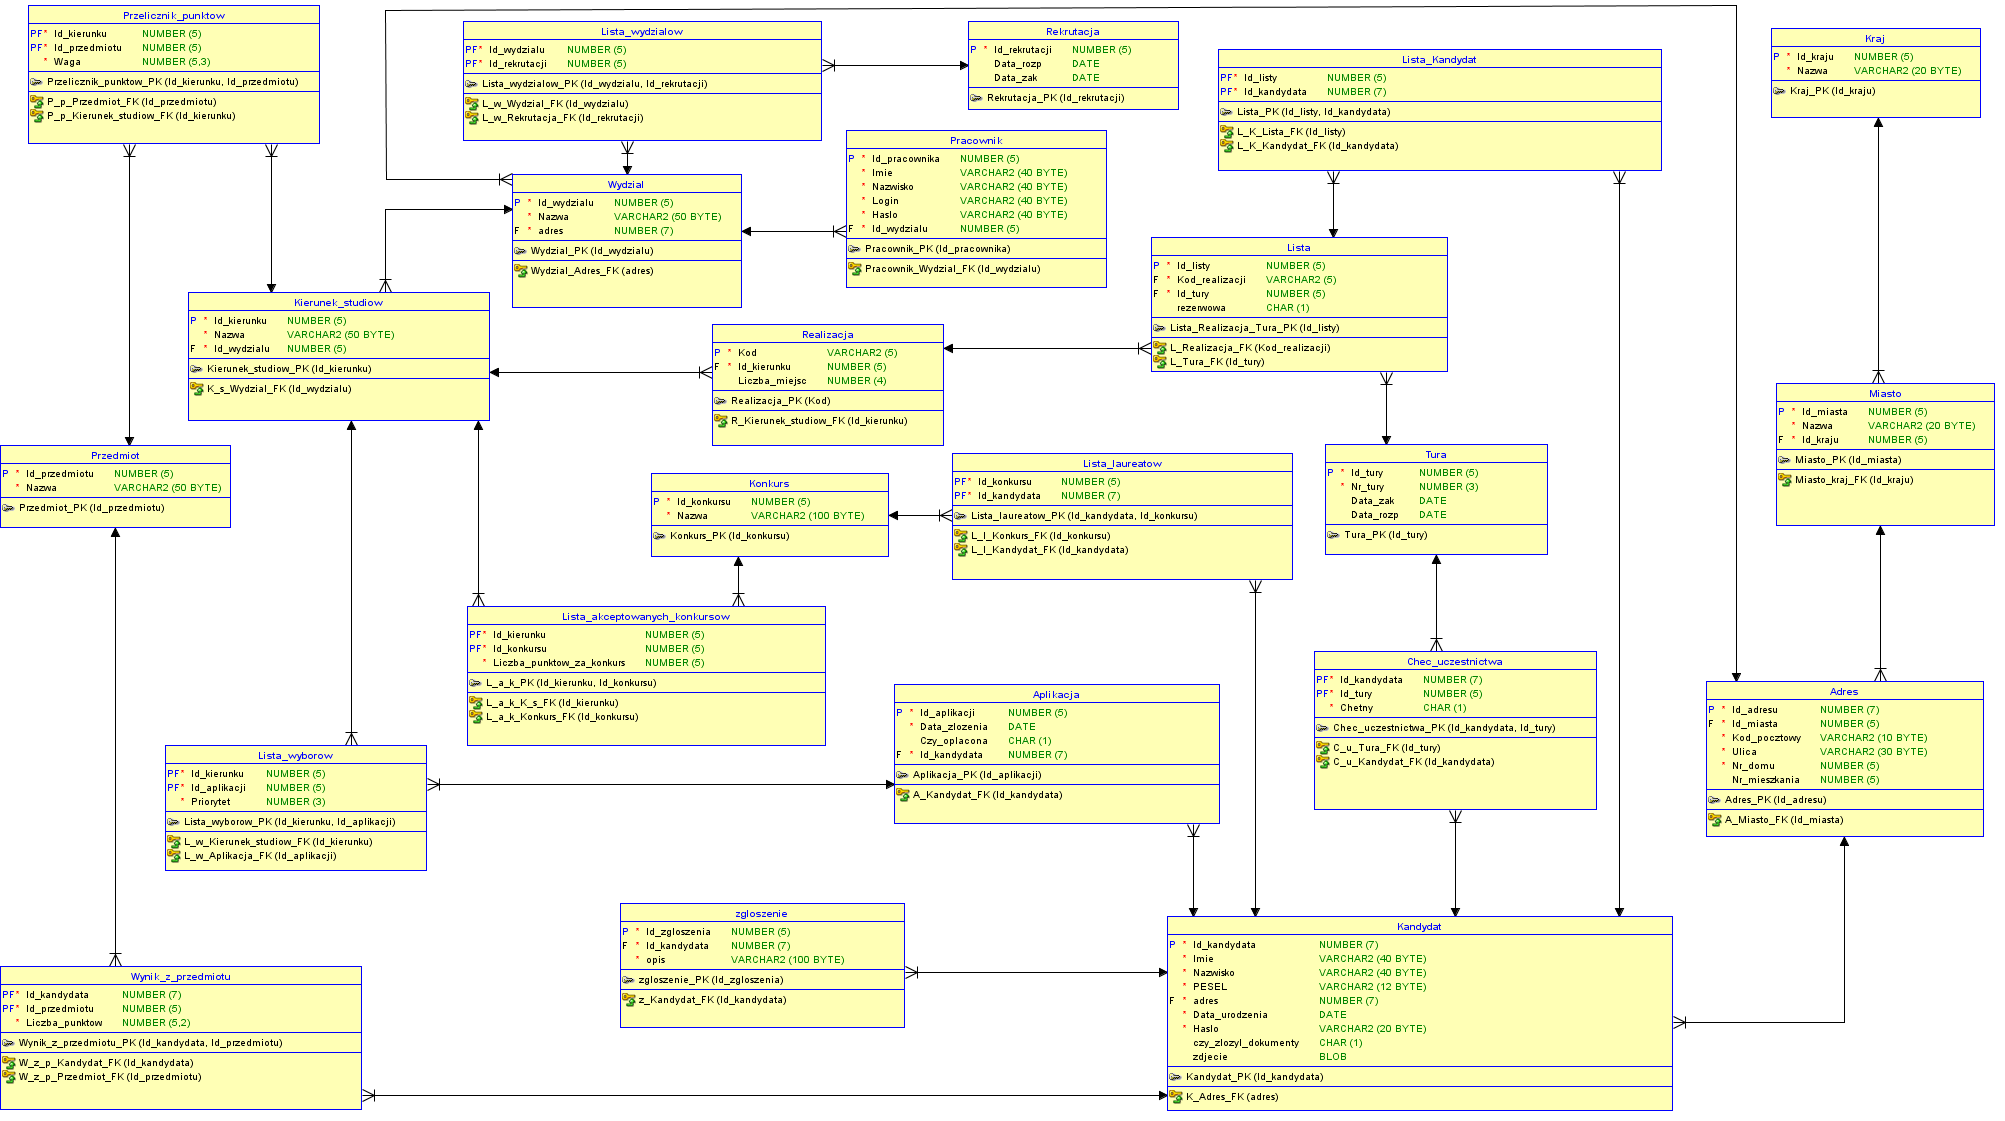 Przelicznik_punktow
PF* Id_kierunku NUMBER (5)
PF* Id_przedmiotu NUMBER (5)
* Waga NUMBER (5,3)
Przelicznik_punktow_PK (Id_kierunku, Id_przedmiotu)
P_p_Przedmiot_FK (Id_przedmiotu)
P_p_Kierunek_studiow_FK (Id_kierunku)
Lista_wydzialow
PF* Id_wydzialu NUMBER (5)
PF* Id_rekrutacji NUMBER (5)
Lista_wydzialow_PK (Id_wydzialu, Id_rekrutacji)
L_w_Wydzial_FK (Id_wydzialu)
L_w_Rekrutacja_FK (Id_rekrutacji)
Rekrutacja
P * Id_rekrutacji NUMBER (5)
Data_rozp DATE
Data_zak DATE
Rekrutacja_PK (Id_rekrutacji)
Lista_Kandydat
PF* Id_listy NUMBER (5)
PF* Id_kandydata NUMBER (7)
Lista_PK (Id_listy, Id_kandydata)
L_K_Lista_FK (Id_listy)
L_K_Kandydat_FK (Id_kandydata)
Kraj
P * Id_kraju NUMBER (5)
* Nazwa VARCHAR2 (20 BYTE)
Kraj_PK (Id_kraju)
Wydzial
P * Id_wydzialu NUMBER (5)
* Nazwa VARCHAR2 (50 BYTE)
F * adres NUMBER (7)
Wydzial_PK (Id_wydzialu)
Wydzial_Adres_FK (adres)
Pracownik
P * Id_pracownika NUMBER (5)
* Imie VARCHAR2 (40 BYTE)
* Nazwisko VARCHAR2 (40 BYTE)
* Login VARCHAR2 (40 BYTE)
* Haslo VARCHAR2 (40 BYTE)
F * Id_wydzialu NUMBER (5)
Pracownik_PK (Id_pracownika)
Pracownik_Wydzial_FK (Id_wydzialu)
Lista
P * Id_listy NUMBER (5)
F * Kod_realizacji VARCHAR2 (5)
F * Id_tury NUMBER (5)
rezerwowa CHAR (1)
Lista_Realizacja_Tura_PK (Id_listy)
L_Realizacja_FK (Kod_realizacji)
L_Tura_FK (Id_tury)
Kierunek_studiow
P * Id_kierunku NUMBER (5)
* Nazwa VARCHAR2 (50 BYTE)
F * Id_wydzialu NUMBER (5)
Kierunek_studiow_PK (Id_kierunku)
K_s_Wydzial_FK (Id_wydzialu)
Realizacja
P * Kod VARCHAR2 (5)
F * Id_kierunku NUMBER (5)
Liczba_miejsc NUMBER (4)
Realizacja_PK (Kod)
R_Kierunek_studiow_FK (Id_kierunku)
Miasto
P * Id_miasta NUMBER (5)
* Nazwa VARCHAR2 (20 BYTE)
F * Id_kraju NUMBER (5)
Miasto_PK (Id_miasta)
Miasto_kraj_FK (Id_kraju)
Przedmiot
P * Id_przedmiotu NUMBER (5)
* Nazwa VARCHAR2 (50 BYTE)
Przedmiot_PK (Id_przedmiotu)
Konkurs
P * Id_konkursu NUMBER (5)
* Nazwa VARCHAR2 (100 BYTE)
Konkurs_PK (Id_konkursu)
Lista_laureatow
PF* Id_konkursu NUMBER (5)
PF* Id_kandydata NUMBER (7)
Lista_laureatow_PK (Id_kandydata, Id_konkursu)
L_l_Konkurs_FK (Id_konkursu)
L_l_Kandydat_FK (Id_kandydata)
Tura
P * Id_tury NUMBER (5)
* Nr_tury NUMBER (3)
Data_zak DATE
Data_rozp DATE
Tura_PK (Id_tury)
Lista_akceptowanych_konkursow
PF* Id_kierunku NUMBER (5)
PF* Id_konkursu NUMBER (5)
* Liczba_punktow_za_konkurs NUMBER (5)
L_a_k_PK (Id_kierunku, Id_konkursu)
L_a_k_K_s_FK (Id_kierunku)
L_a_k_Konkurs_FK (Id_konkursu)
Chec_uczestnictwa
PF* Id_kandydata NUMBER (7)
PF* Id_tury NUMBER (5)
* Chetny CHAR (1)
Chec_uczestnictwa_PK (Id_kandydata, Id_tury)
C_u_Tura_FK (Id_tury)
C_u_Kandydat_FK (Id_kandydata)
Aplikacja
P * Id_aplikacji NUMBER (5)
* Data_zlozenia DATE
Czy_oplacona CHAR (1)
F * Id_kandydata NUMBER (7)
Aplikacja_PK (Id_aplikacji)
A_Kandydat_FK (Id_kandydata)
Adres
P * Id_adresu NUMBER (7)
F * Id_miasta NUMBER (5)
* Kod_pocztowy VARCHAR2 (10 BYTE)
* Ulica VARCHAR2 (30 BYTE)
* Nr_domu NUMBER (5)
Nr_mieszkania NUMBER (5)
Adres_PK (Id_adresu)
A_Miasto_FK (Id_miasta)
Lista_wyborow
PF* Id_kierunku NUMBER (5)
PF* Id_aplikacji NUMBER (5)
* Priorytet NUMBER (3)
Lista_wyborow_PK (Id_kierunku, Id_aplikacji)
L_w_Kierunek_studiow_FK (Id_kierunku)
L_w_Aplikacja_FK (Id_aplikacji)
zgloszenie
P * Id_zgloszenia NUMBER (5)
F * Id_kandydata NUMBER (7)
* opis VARCHAR2 (100 BYTE)
zgloszenie_PK (Id_zgloszenia)
z_Kandydat_FK (Id_kandydata)
Kandydat
P * Id_kandydata NUMBER (7)
* Imie VARCHAR2 (40 BYTE)
* Nazwisko VARCHAR2 (40 BYTE)
* PESEL VARCHAR2 (12 BYTE)
F * adres NUMBER (7)
* Data_urodzenia DATE
* Haslo VARCHAR2 (20 BYTE)
czy_zlozyl_dokumenty CHAR (1)
zdjecie BLOB
Kandydat_PK (Id_kandydata)
K_Adres_FK (adres)
Wynik_z_przedmiotu
PF* Id_kandydata NUMBER (7)
PF* Id_przedmiotu NUMBER (5)
* Liczba_punktow NUMBER (5,2)
Wynik_z_przedmiotu_PK (Id_kandydata, Id_przedmiotu)
W_z_p_Kandydat_FK (Id_kandydata)
W_z_p_Przedmiot_FK (Id_przedmiotu)